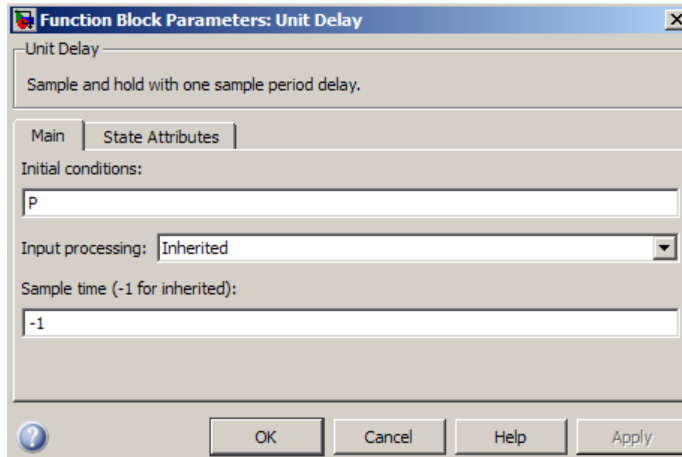 Function Block Parameters: Unit Delay
Unit Delay
Sample and hold with one sample period delay.
Main State Attributes
Initial conditions:
P
Input processing: Inherited
Sample time (-1 for inherited):
-1
OK Cancel Help Apply